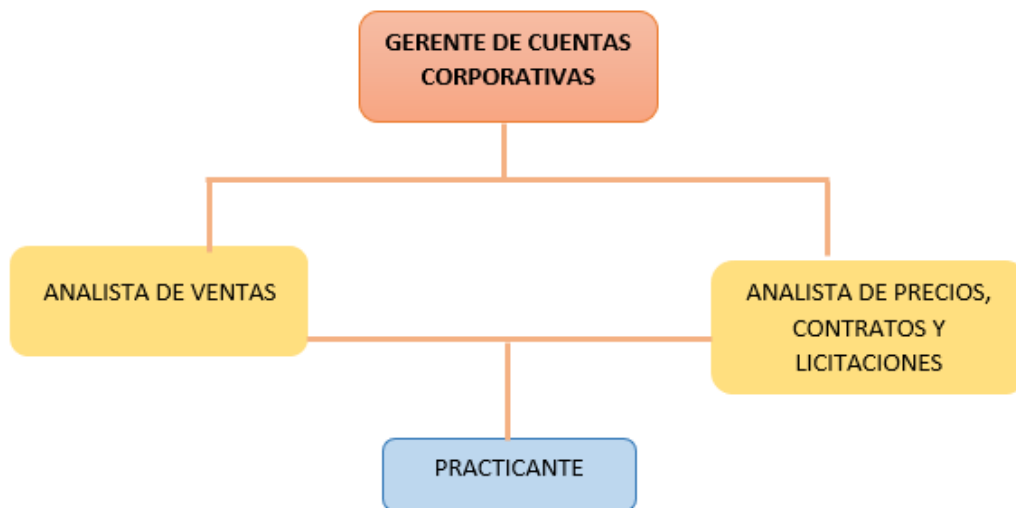 GERENTE DE CUENTAS
CORPORATIVAS
ANALISTA DE VENTAS
ANALISTA DE PRECIOS,
CONTRATOS Y
LICITACIONES
PRACTICANTE